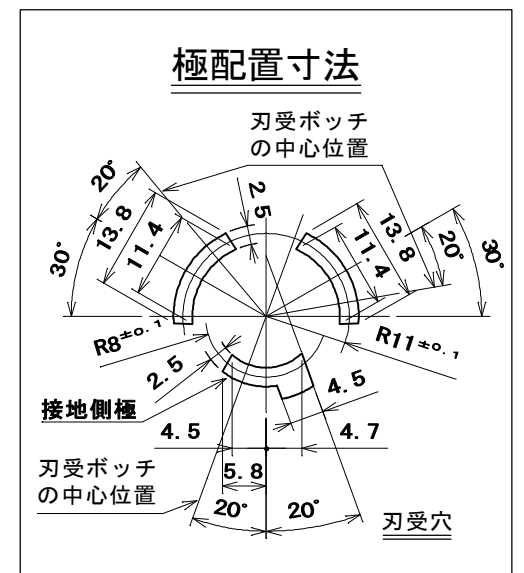 極配置寸法
刃受ボッチ
の中心位置
20°
13.8
11.4
30°
2.5
13.8
11.4
20°
30°
R8±0.1
R11±0.1
2.5
接地側極
4.5
4.5
4.7
5.8
刃受ボッチ
の中心位置
20°
20°
刃受穴